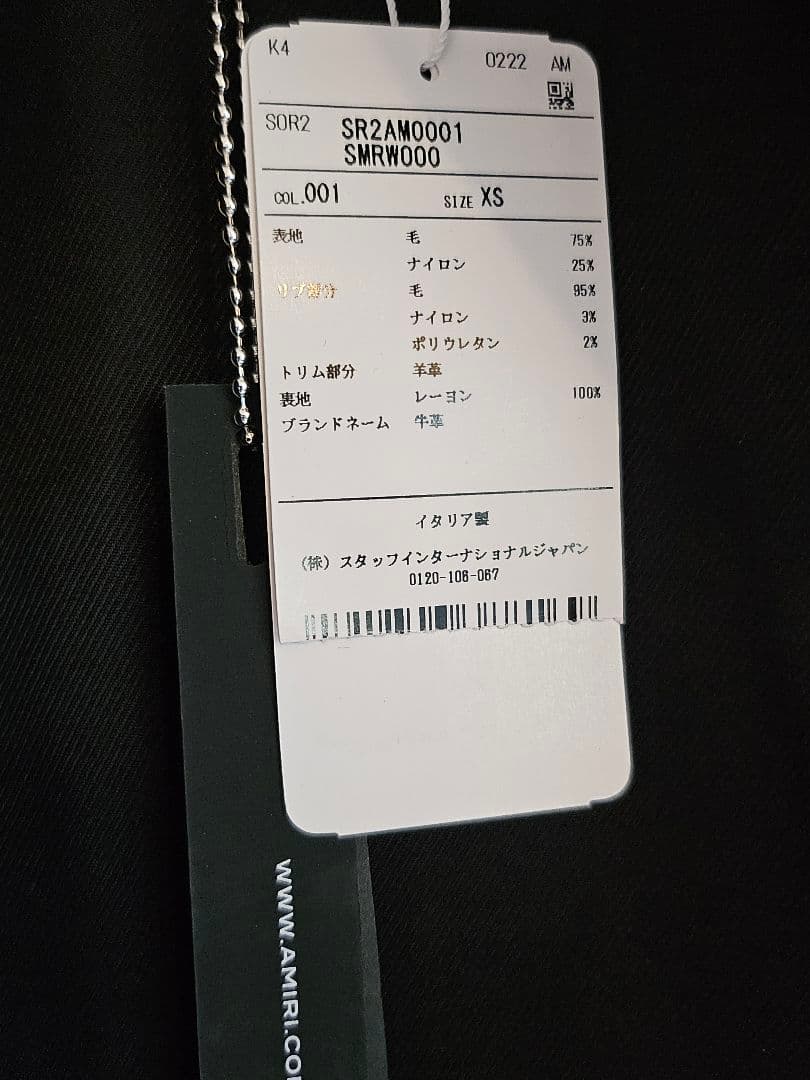 K4 0222 AM
SOR2 SR2AM0001
SMRW000
COL.001 SIZE XS
表地 毛 75%
ナイロン 25%
リブ部分 毛 95%
ナイロン 3%
ポリウレタン 2%
トリム部分 羊革
裏地 レーヨン 100%
ブランドネーム 牛革
イタリア製
(株) スタッフインターナショナルジャパン
0120-106-067
WWW.AMIRI.CO